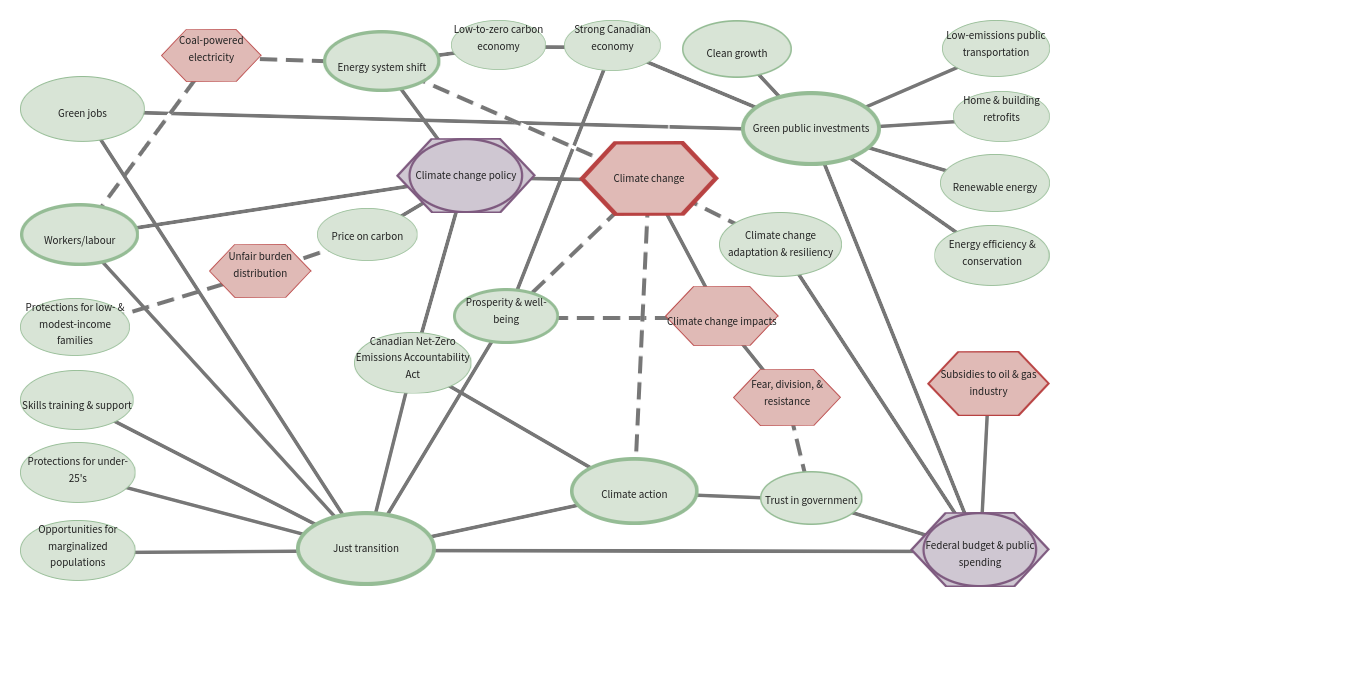 Coal-powered
electricity
Energy system shift
Low-to-zero carbon
economy
Strong Canadian
economy
Clean growth
Low-emissions public
transportation
Green jobs
Home & building
retrofits
Green public investments
Climate change policy
Climate change
Renewable energy
Workers/labour
Price on carbon
Climate change
adaptation & resiliency
Energy efficiency &
conservation
Unfair burden
distribution
Protections for low- &
modest-income
families
Prosperity & well-
being
Climate change impacts
Canadian Net-Zero
Emissions Accountability
Act
Fear, division, &
resistance
Subsidies to oil & gas
industry
Skills training & support
Protections for under-
25's
Climate action
Trust in government
Opportunities for
marginalized
populations
Just transition
Federal budget & public
spending